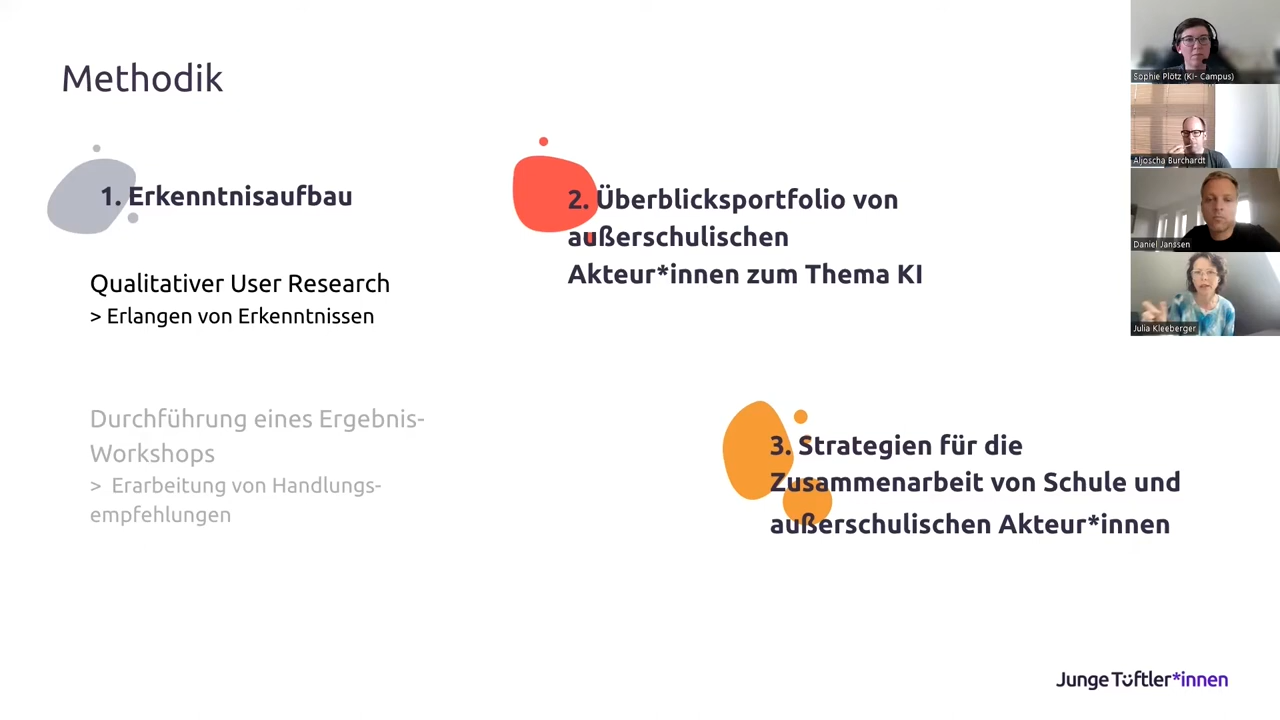 Methodik
1. Erkenntnisaufbau
Qualitativer User Research
> Erlangen von Erkenntnissen
Durchführung eines Ergebnis-
Workshops
> Erarbeitung von Handlungs-
empfehlungen
2. Überblicksportfolio von
außerschulischen
Akteur*innen zum Thema KI
3. Strategien für die
Zusammenarbeit von Schule und
außerschulischen Akteur*innen
Sophie Plötz (KI- Campus)
Aljoscha Burchardt
Daniel Janssen
Julia Kleeberger
Junge Tüftler*innen